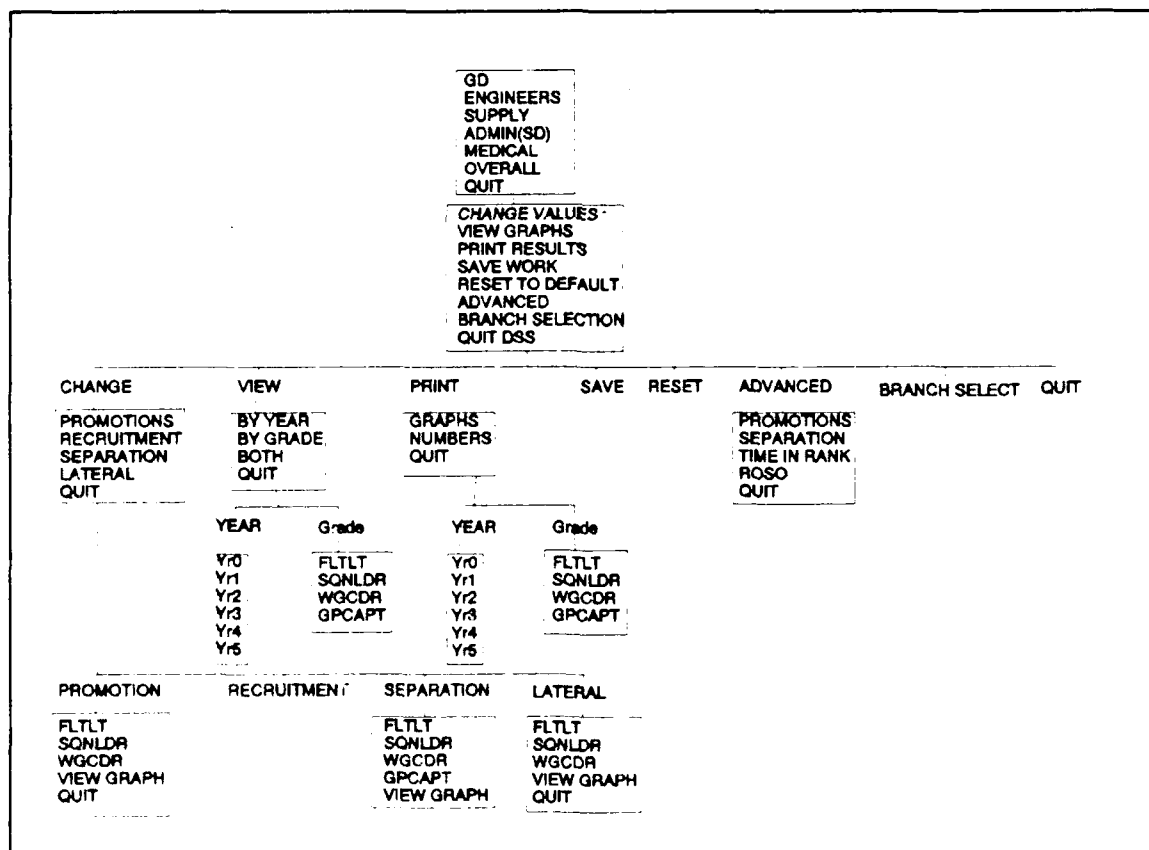 GD
ENGINEERS
SUPPLY
ADMIN(SD)
MEDICAL
OVERALL
QUIT
CHANGE VALUES
VIEW GRAPHS
PRINT RESULTS
SAVE WORK
RESET TO DEFAULT
ADVANCED
BRANCH SELECTION
QUIT DSS
CHANGE VIEW PRINT SAVE RESET ADVANCED BRANCH SELECT QUIT
PROMOTIONS
RECRUITMENT
SEPARATION
LATERAL
QUIT
BY YEAR
BY GRADE
BOTH
QUIT
GRAPHS
NUMBERS
QUIT
PROMOTIONS
SEPARATION
TIME IN RANK
ROSO
QUIT
YEAR Grade YEAR Grade
Yr0
Yr1
Yr2
Yr3
Yr4
Yr5
FLTLT
SQNLDR
WGCDR
GPCAPT
Yr0
Yr1
Yr2
Yr3
Yr4
Yr5
FLTLT
SQNLDR
WGCDR
GPCAPT
PROMOTION RECRUITMENT SEPARATION LATERAL
FLTLT
SQNLDR
WGCDR
VIEW GRAPH
QUIT
FLTLT
SQNLDR
WGCDR
GPCAPT
VIEW GRAPH
FLTLT
SQNLDR
WGCDR
VIEW GRAPH
QUIT